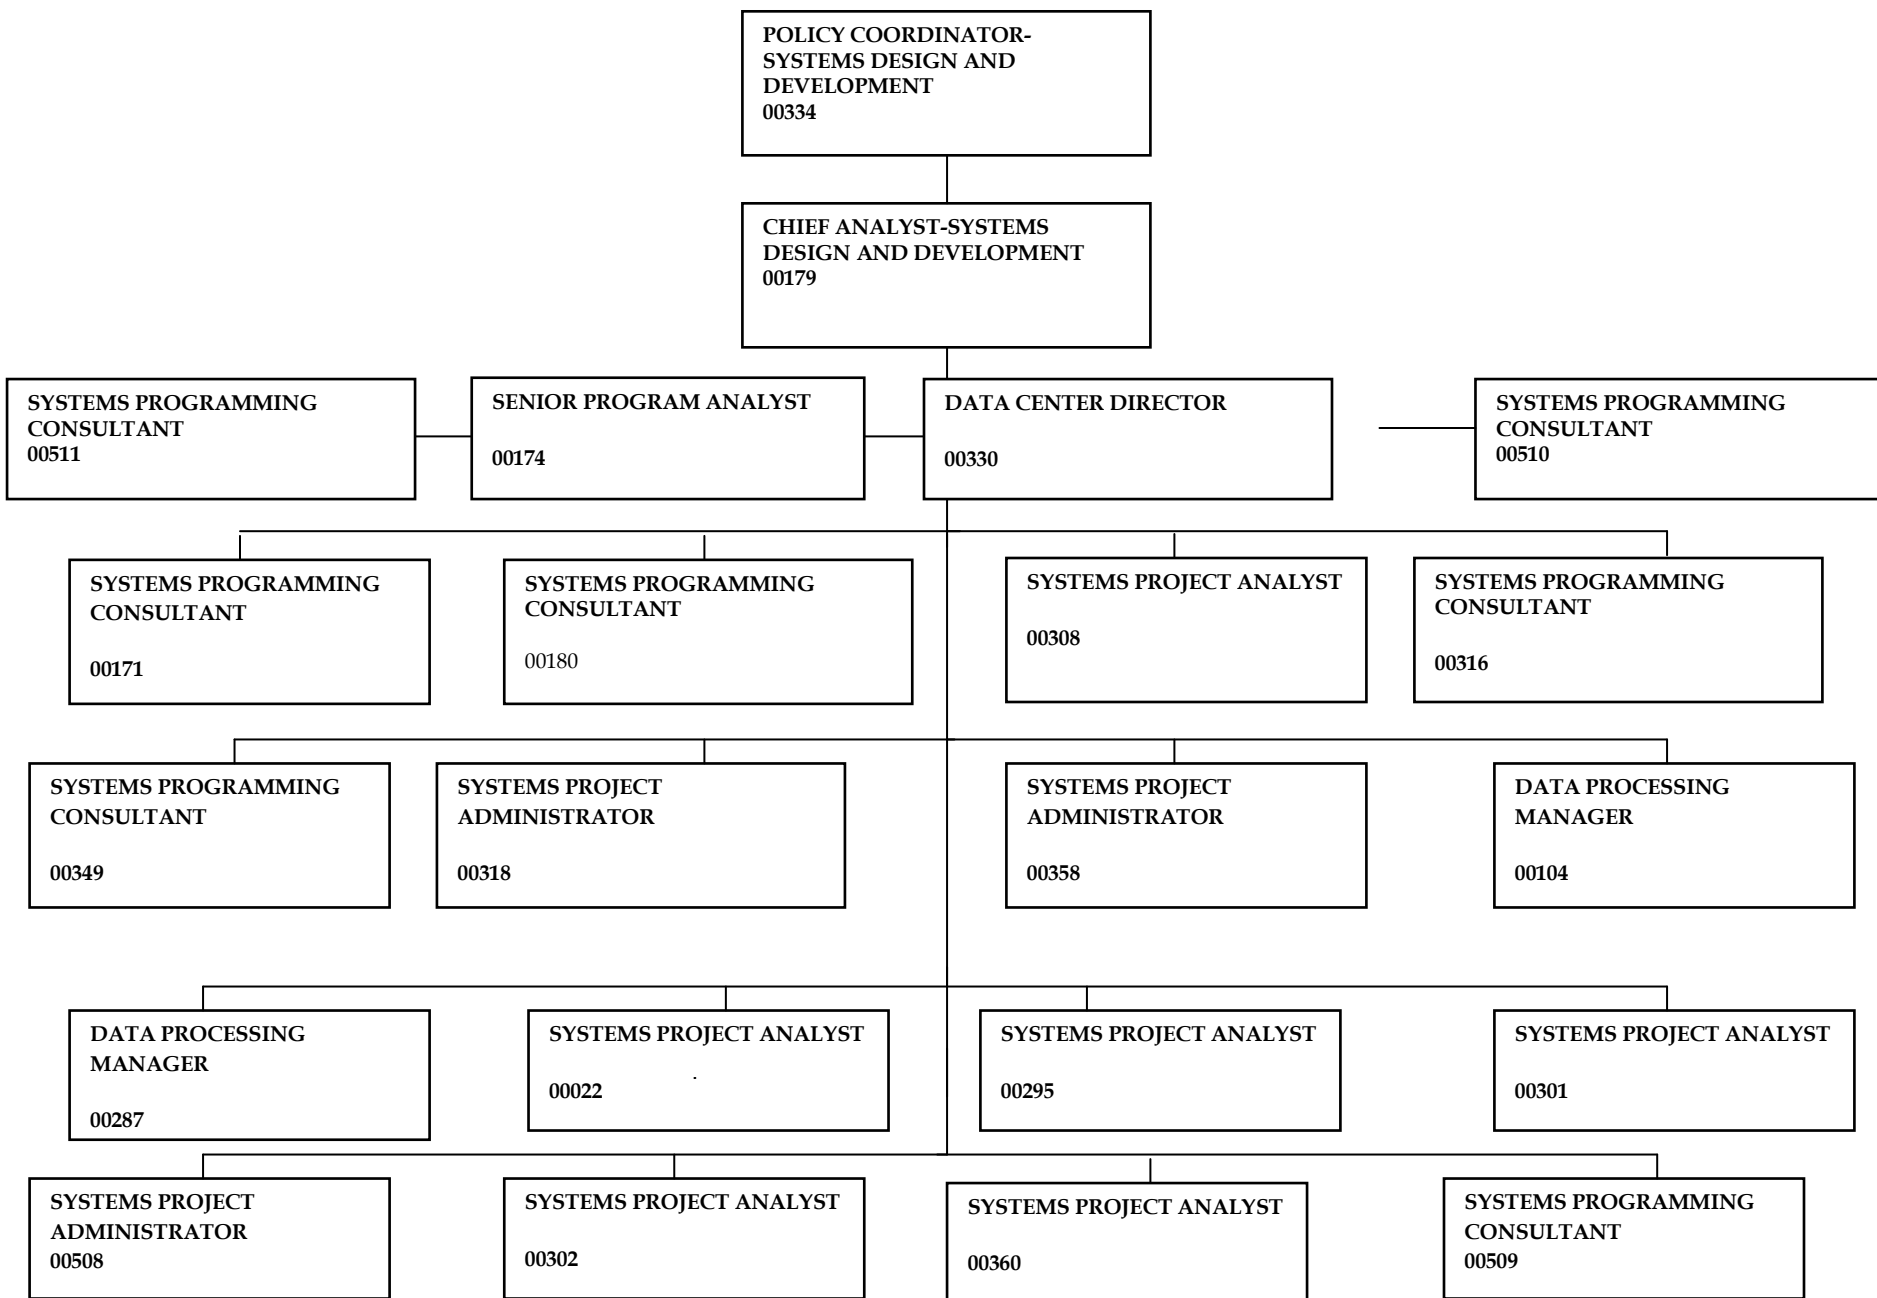 POLICY COORDINATOR-
SYSTEMS DESIGN AND
DEVELOPMENT
00334
CHIEF ANALYST-SYSTEMS
DESIGN AND DEVELOPMENT
00179
SYSTEMS PROGRAMMING
CONSULTANT
00511
SENIOR PROGRAM ANALYST
00174
DATA CENTER DIRECTOR
00330
SYSTEMS PROGRAMMING
CONSULTANT
00510
SYSTEMS PROGRAMMING
CONSULTANT
00171
SYSTEMS PROGRAMMING
CONSULTANT
00180
SYSTEMS PROJECT ANALYST
00308
SYSTEMS PROGRAMMING
CONSULTANT
00316
SYSTEMS PROGRAMMING
CONSULTANT
00349
SYSTEMS PROJECT
ADMINISTRATOR
00318
SYSTEMS PROJECT
ADMINISTRATOR
00358
DATA PROCESSING
MANAGER
00104
DATA PROCESSING
MANAGER
00287
SYSTEMS PROJECT ANALYST
00022 .
SYSTEMS PROJECT ANALYST
00295
SYSTEMS PROJECT ANALYST
00301
SYSTEMS PROJECT
ADMINISTRATOR
00508
SYSTEMS PROJECT ANALYST
00302
SYSTEMS PROJECT ANALYST
00360
SYSTEMS PROGRAMMING
CONSULTANT
00509